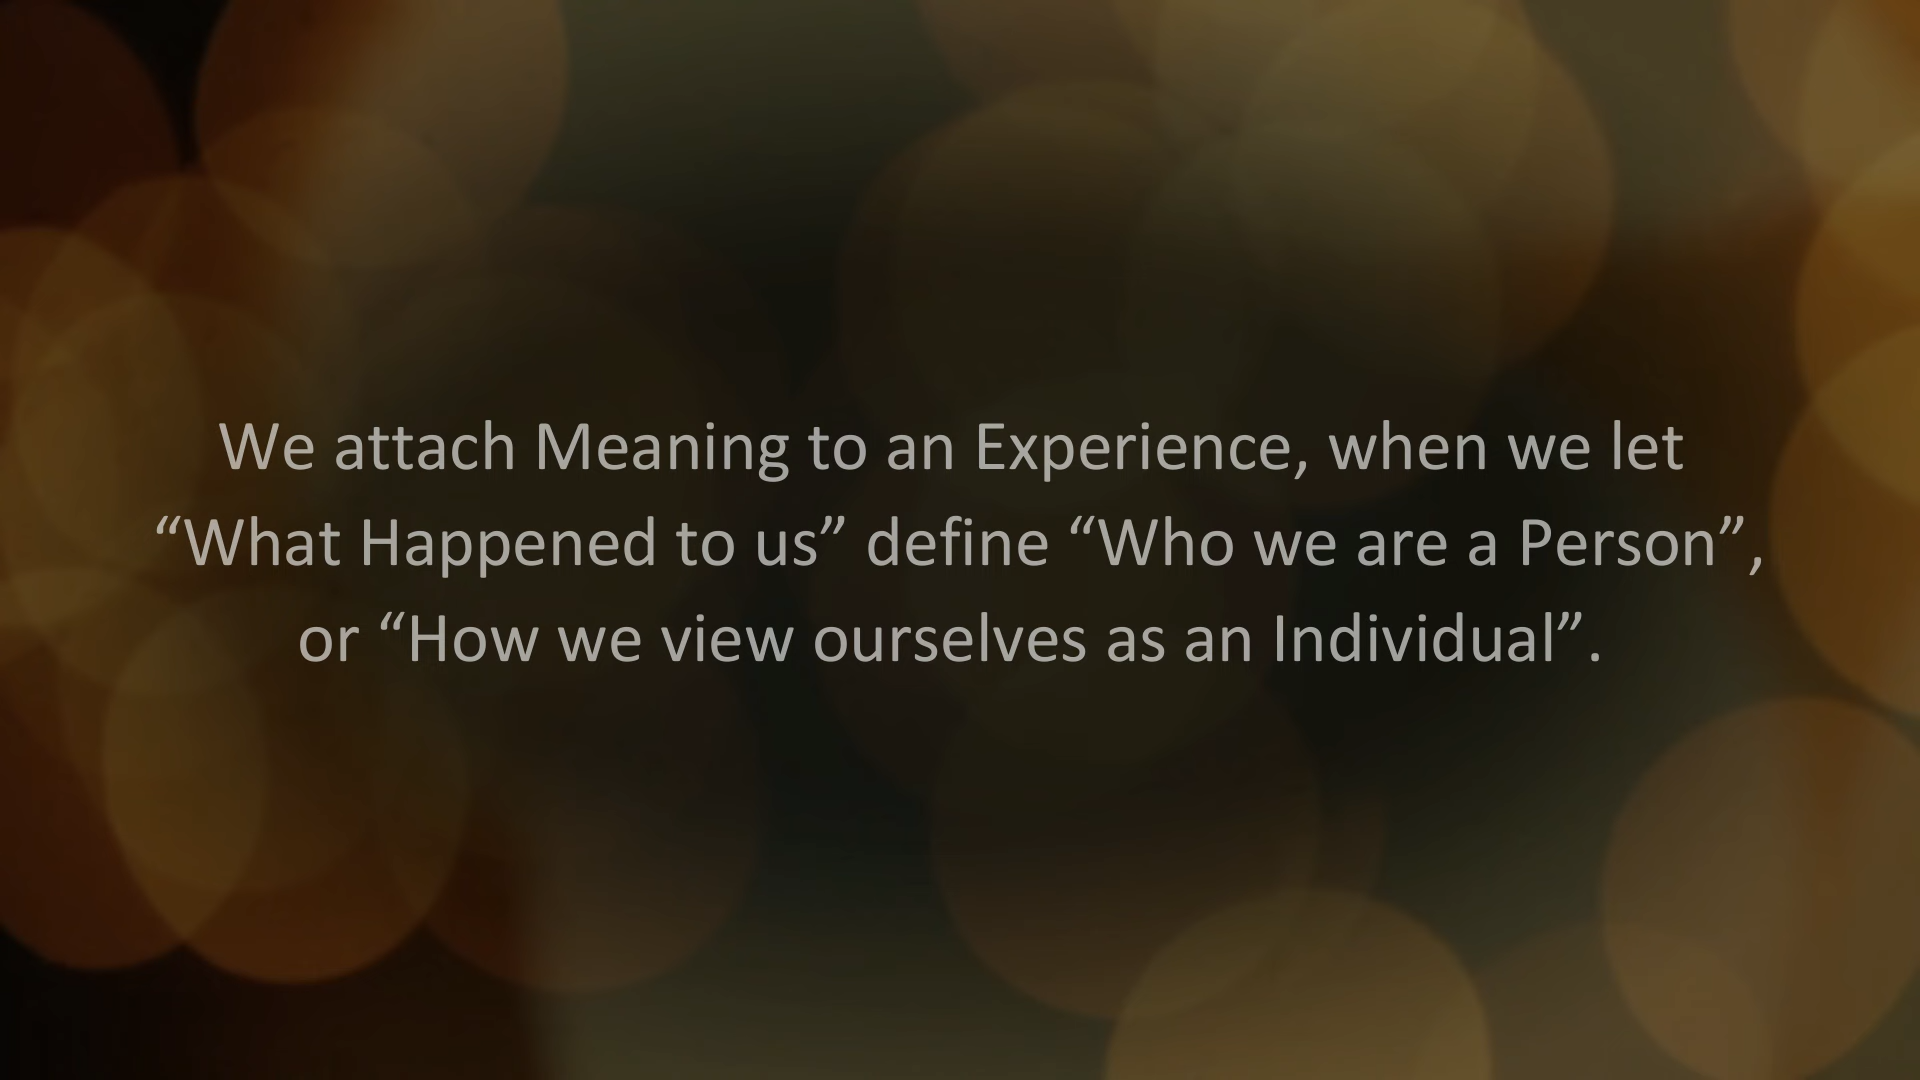 We attach Meaning to an Experience, when we let
“What Happened to us” define “Who we are a Person”,
or “How we view ourselves as an Individual”.